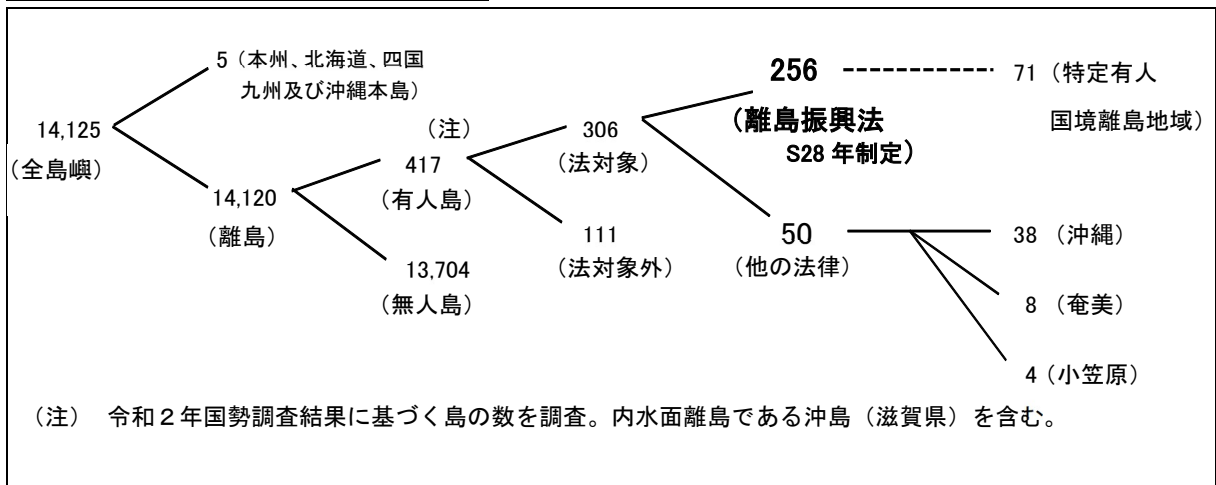 5（本州、北海道、四国
九州及び沖縄本島）
14,125
（全島嶼）
14,120
（離島）
（注）
417
（有人島）
13,704
（無人島）
306
（法対象）
111
（法対象外）
256
（離島振興法
S28 年制定）
50
（他の法律）
71（特定有人
国境離島地域）
38（沖縄）
8（奄美）
4（小笠原）
（注）　令和２年国勢調査結果に基づく島の数を調査。内水面離島である沖島（滋賀県）を含む。